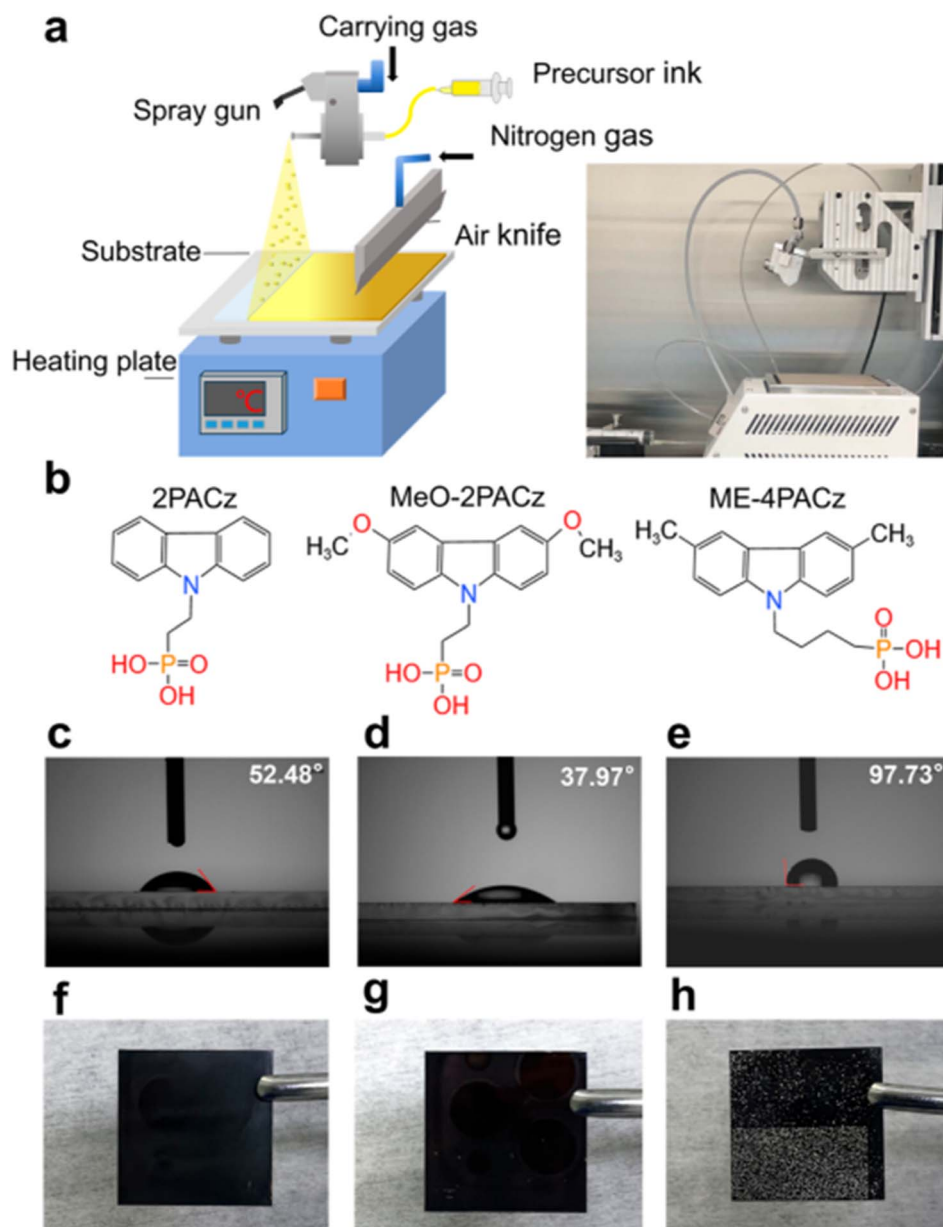 a
Carrying gas
Precursor ink
Spray gun
Nitrogen gas
Substrate
Air knife
Heating plate
°C
b
2PACz
MeO-2PACz
ME-4PACz
O
O
H₃C
CH₃
H₃C
CH₃
N
N
N
HO-P=O
OH
HO-P=O
OH
O
P-OH
OH
c
d
e
52.48°
37.97°
97.73°
f
g
h